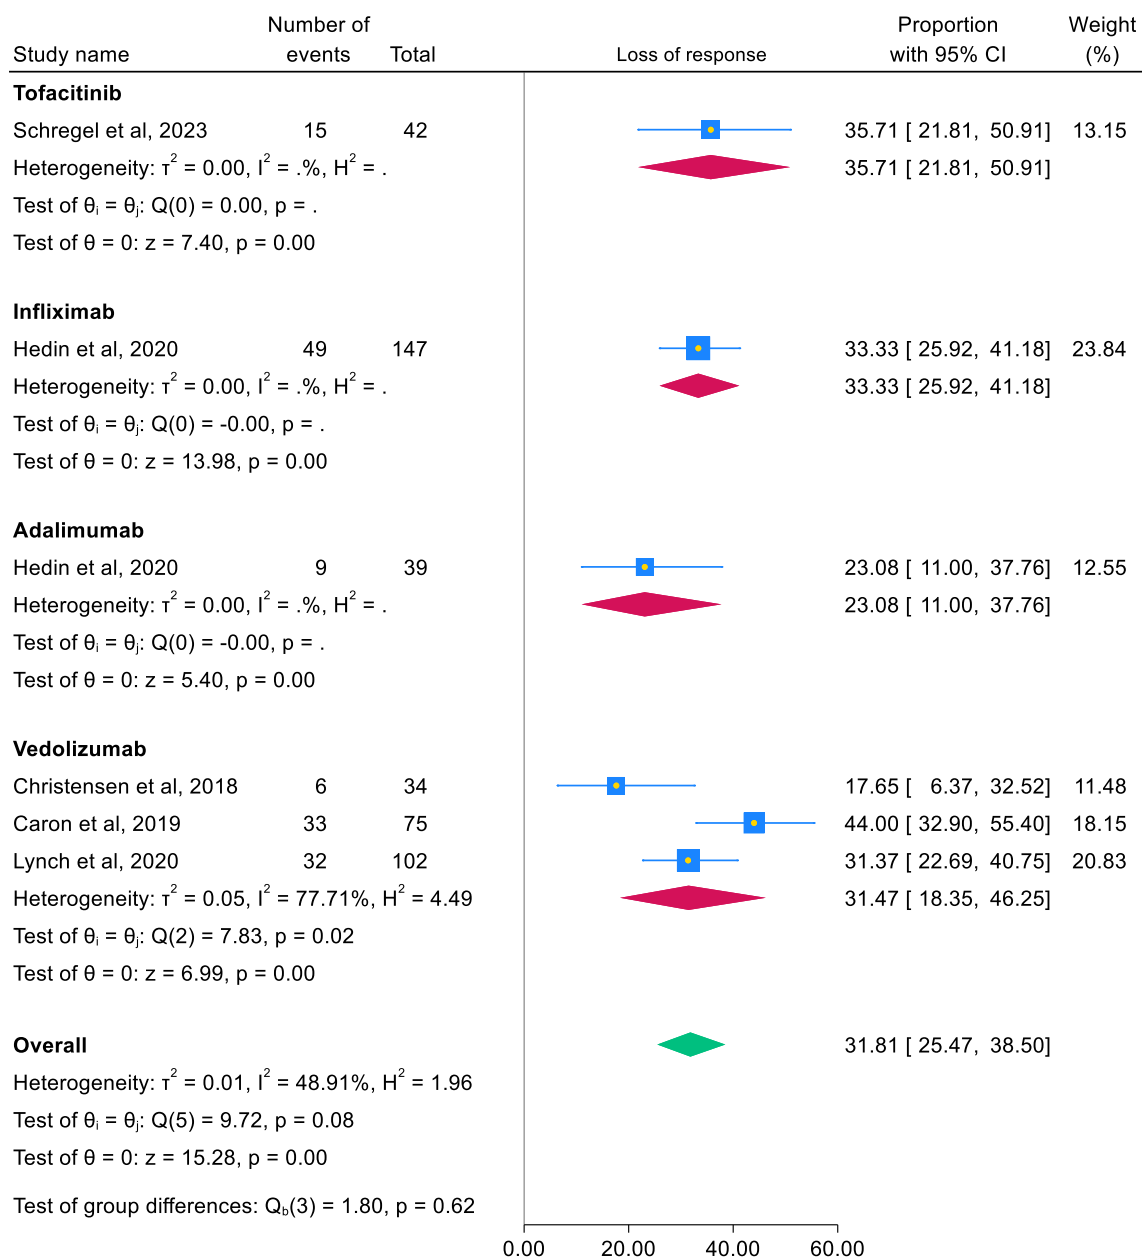 Number of Proportion Weight
Study name events Total Loss of response with 95% CI (%)
Tofacitinib
Schregel et al, 2023 15 42 35.71 [ 21.81, 50.91] 13.15
Heterogeneity: τ² = 0.00, I² = .%, H² = . 35.71 [ 21.81, 50.91]
Test of θᵢ = θⱼ: Q(0) = 0.00, p = .
Test of θ = 0: z = 7.40, p = 0.00
Infliximab
Hedin et al, 2020 49 147 33.33 [ 25.92, 41.18] 23.84
Heterogeneity: τ² = 0.00, I² = .%, H² = . 33.33 [ 25.92, 41.18]
Test of θᵢ = θⱼ: Q(0) = -0.00, p = .
Test of θ = 0: z = 13.98, p = 0.00
Adalimumab
Hedin et al, 2020 9 39 23.08 [ 11.00, 37.76] 12.55
Heterogeneity: τ² = 0.00, I² = .%, H² = . 23.08 [ 11.00, 37.76]
Test of θᵢ = θⱼ: Q(0) = -0.00, p = .
Test of θ = 0: z = 5.40, p = 0.00
Vedolizumab
Christensen et al, 2018 6 34 17.65 [ 6.37, 32.52] 11.48
Caron et al, 2019 33 75 44.00 [ 32.90, 55.40] 18.15
Lynch et al, 2020 32 102 31.37 [ 22.69, 40.75] 20.83
Heterogeneity: τ² = 0.05, I² = 77.71%, H² = 4.49 31.47 [ 18.35, 46.25]
Test of θᵢ = θⱼ: Q(2) = 7.83, p = 0.02
Test of θ = 0: z = 6.99, p = 0.00
Overall 31.81 [ 25.47, 38.50]
Heterogeneity: τ² = 0.01, I² = 48.91%, H² = 1.96
Test of θᵢ = θⱼ: Q(5) = 9.72, p = 0.08
Test of θ = 0: z = 15.28, p = 0.00
Test of group differences: Q_b(3) = 1.80, p = 0.62
0.00 20.00 40.00 60.00